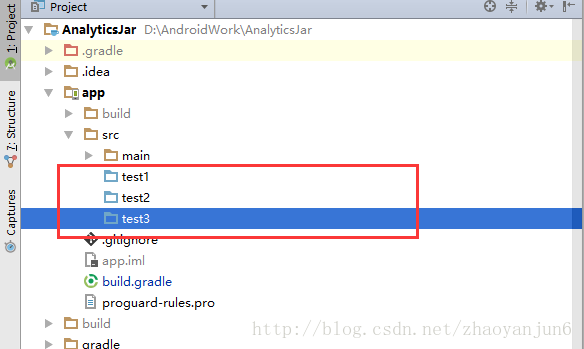 Project
1: Project
7: Structure
Captures
AnalyticsJar D:\AndroidWork\AnalyticsJar
.gradle
.idea
app
build
src
main
test1
test2
test3
.gitignore
app.iml
build.gradle
proguard-rules.pro
build
gradle
http://blog.csdn.net/zhaoyanjun6